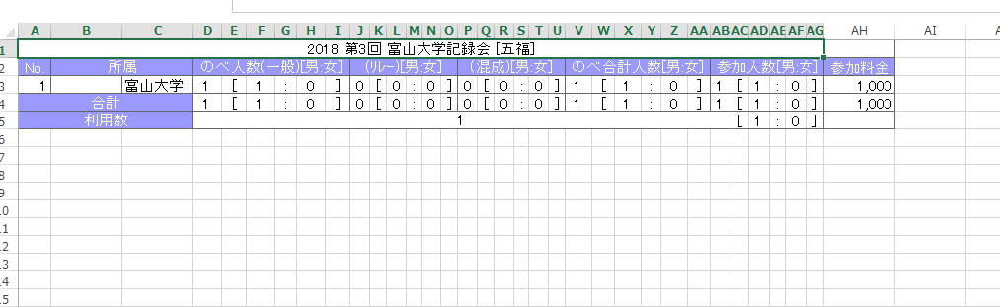 A B C D E F G H I J K L M N O P Q R S T U V W X Y Z AA AB AC AD AE AF AG AH AI
1 2018 第3回 富山大学記録会 [五福]
2 No. 所属 のべ人数(一般)[男:女] (ﾘﾚｰ)[男:女] (混成)[男:女] のべ合計人数[男:女] 参加人数[男:女] 参加料金
3 1 富山大学 1 [ 1 : 0 ] 0 [ 0 : 0 ] 0 [ 0 : 0 ] 1 [ 1 : 0 ] 1 [ 1 : 0 ] 1,000
4 合計 1 [ 1 : 0 ] 0 [ 0 : 0 ] 0 [ 0 : 0 ] 1 [ 1 : 0 ] 1 [ 1 : 0 ] 1,000
5 利用数 1 [ 1 : 0 ]
6
7
8
9
10
11
12
13
14
15